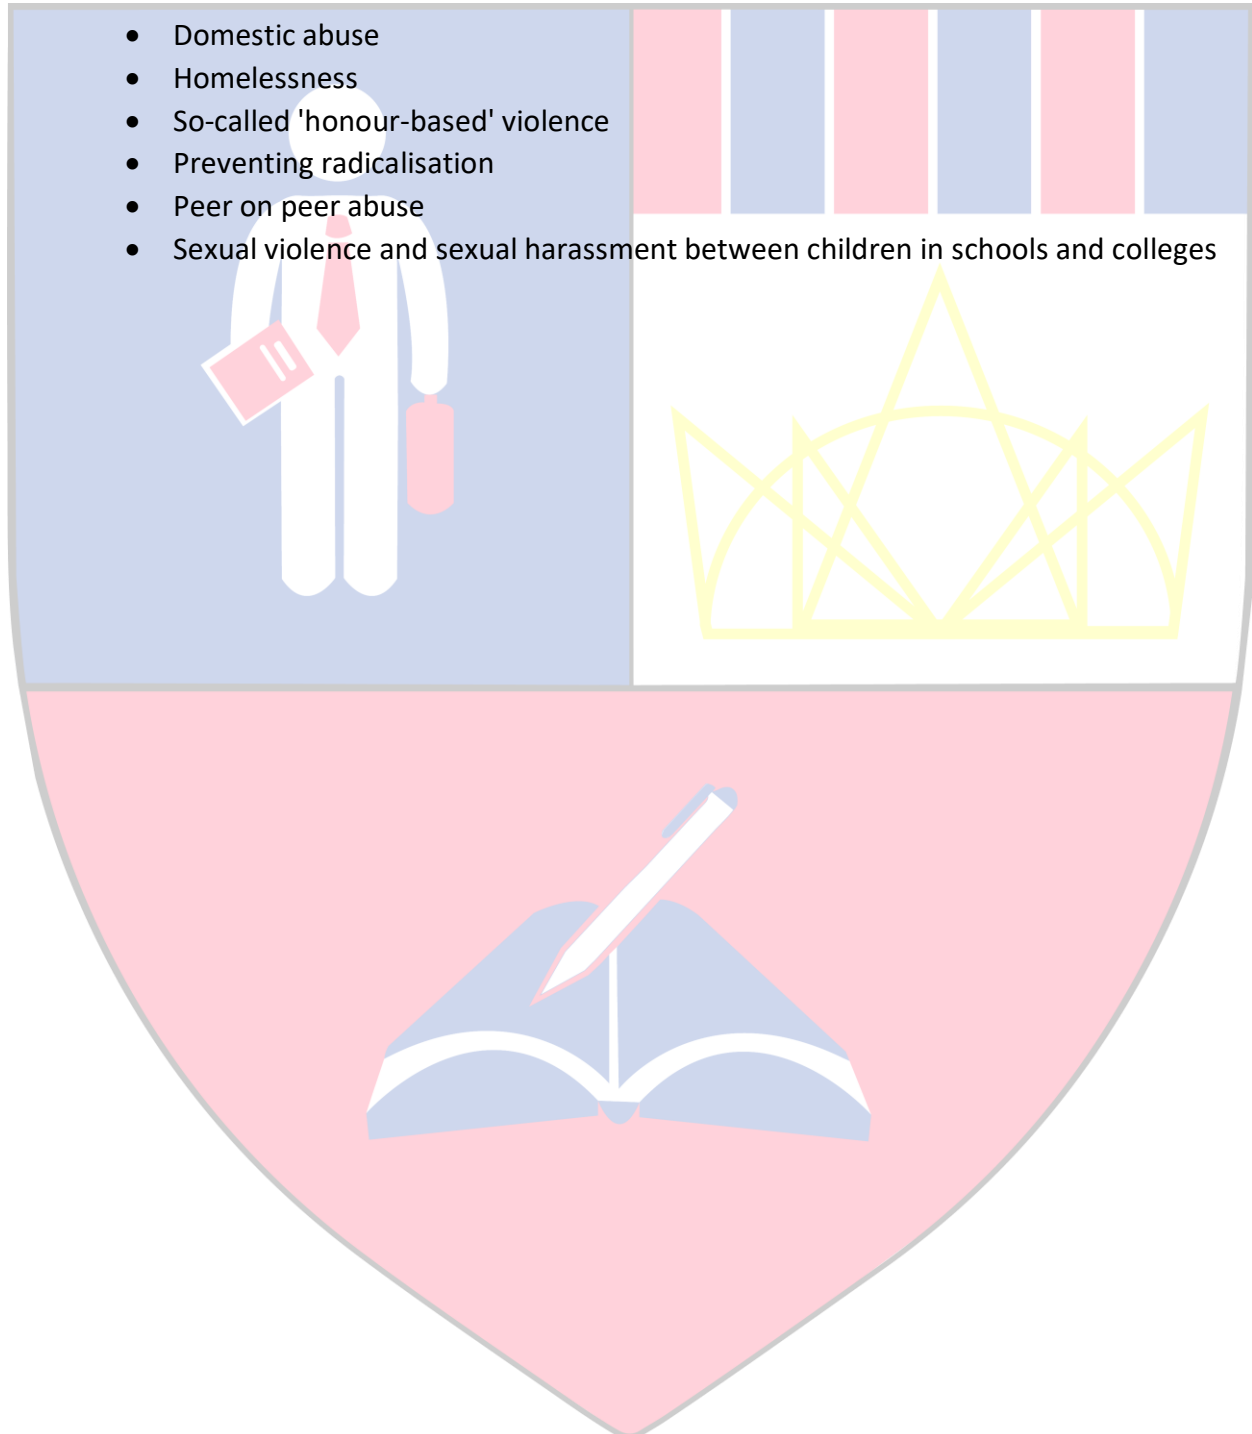 • Domestic abuse
• Homelessness
• So-called 'honour-based' violence
• Preventing radicalisation
• Peer on peer abuse
• Sexual violence and sexual harassment between children in schools and colleges